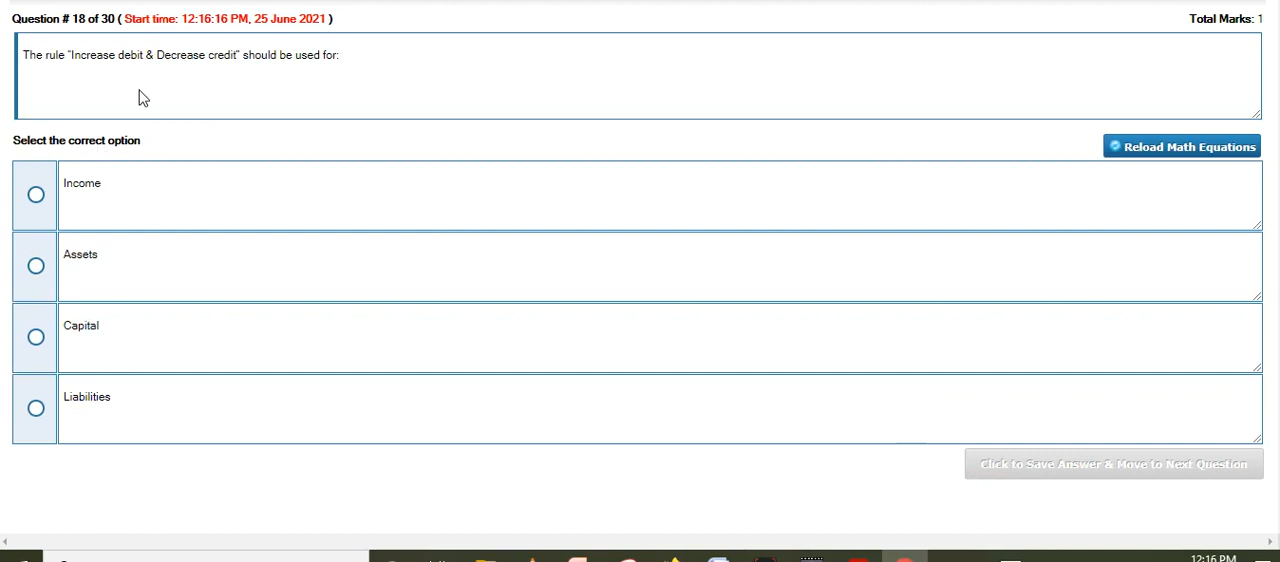 Question # 18 of 30 ( Start time: 12:16:16 PM, 25 June 2021 ) Total Marks: 1
The rule “Increase debit & Decrease credit” should be used for:
Select the correct option
Reload Math Equations
Income
Assets
Capital
Liabilities
Click to Save Answer & Move to Next Question
12:16 PM